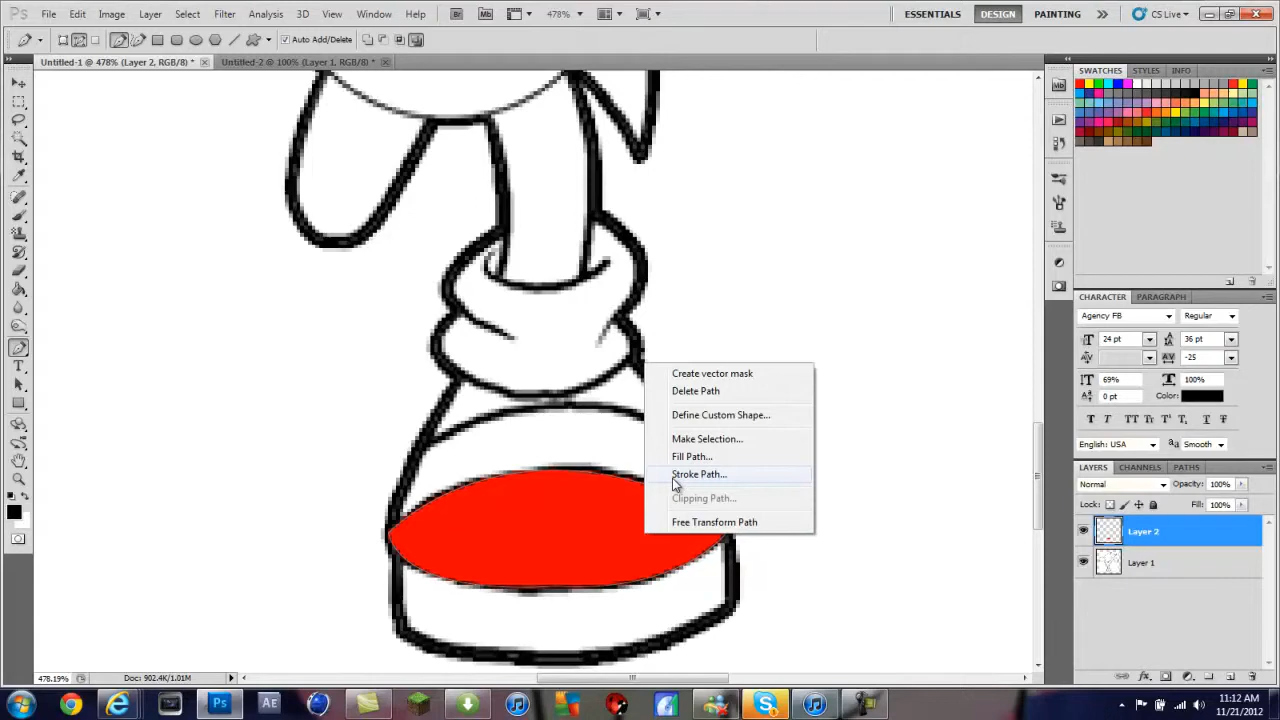 Ps File Edit Image Layer Select Filter Analysis 3D View Window Help Br Mb 478% ESSENTIALS DESIGN PAINTING CS Live
Auto Add/Delete
Untitled-1 @ 478% (Layer 2, RGB/8) * Untitled-2 @ 100% (Layer 1, RGB/8) *
SWATCHES STYLES INFO
CHARACTER PARAGRAPH
Agency FB Regular
24 pt 36 pt
-25
69% 100%
0 pt Color:
English: USA Smooth
LAYERS CHANNELS PATHS
Normal Opacity: 100%
Lock: Fill: 100%
Layer 2
Layer 1
Create vector mask
Delete Path
Define Custom Shape...
Make Selection...
Fill Path...
Stroke Path...
Clipping Path...
Free Transform Path
478.19% Doc: 902.4K/1.01M
Ps AE
11:12 AM
11/21/2012